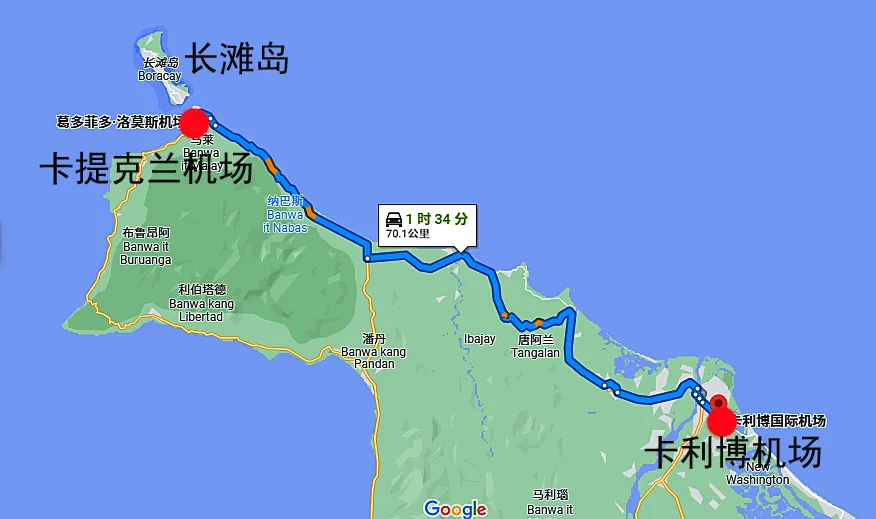 长滩岛
长滩岛
Boracay
葛多菲多·洛莫斯机场
马莱
Banwa
it Malay
卡提克兰机场
纳巴斯
Banwa
it Nabas
1 时 34 分
70.1公里
布鲁昂阿
Banwa it
Buruanga
利伯塔德
Banwa kang
Libertad
潘丹
Banwa kang
Pandan
Ibajay
唐阿兰
Tangalan
卡利博国际机场
卡利博机场
New
Washington
马利瑙
Banwa it
Google